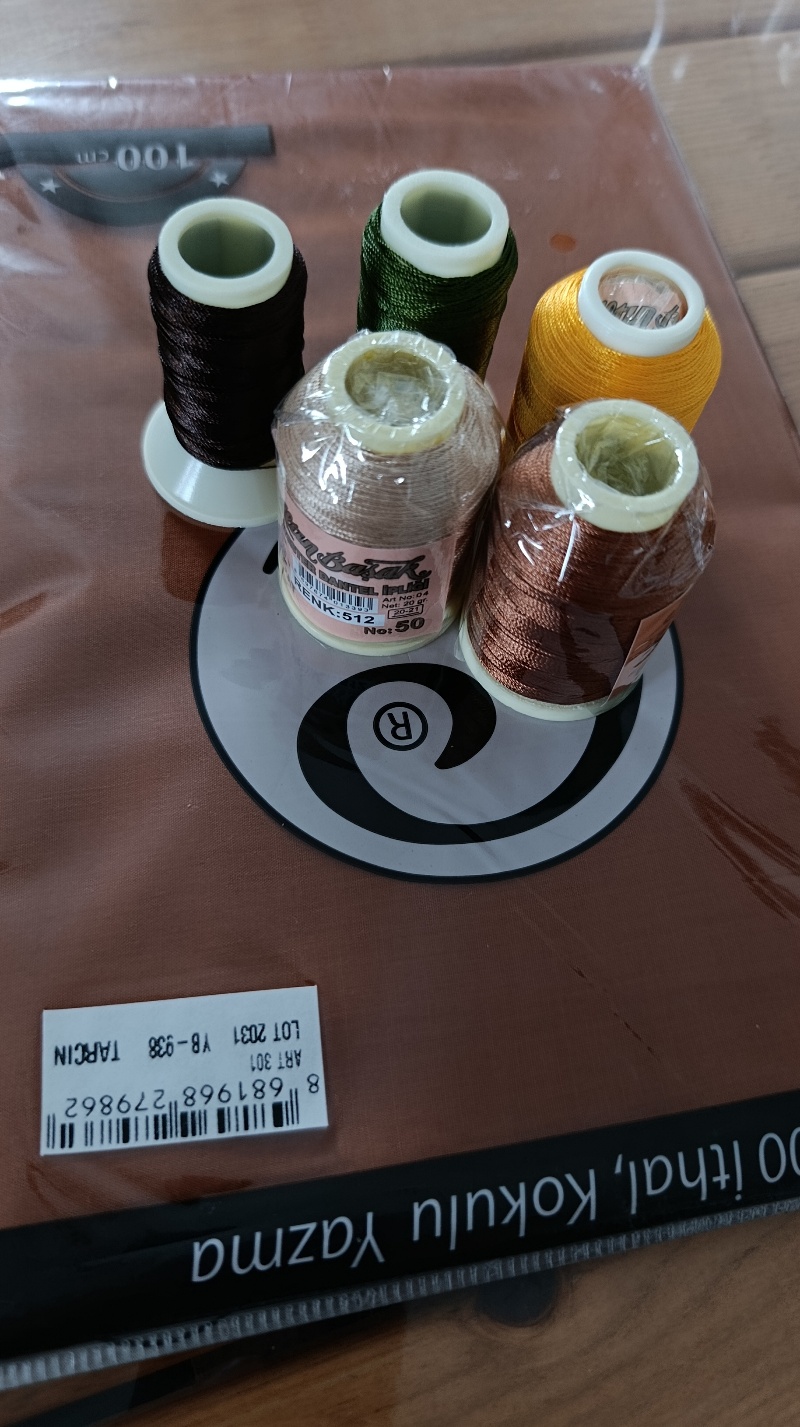 100 cm
Başak
DANTEL İPLİĞİ
Art No: 04
Net: 20 gr.
20-21
RENK:512
No: 50
®
LOT 2031 YB-938 TARCIN
ART 301
8 681968 279862
00 İthal, Kokulu Yazma